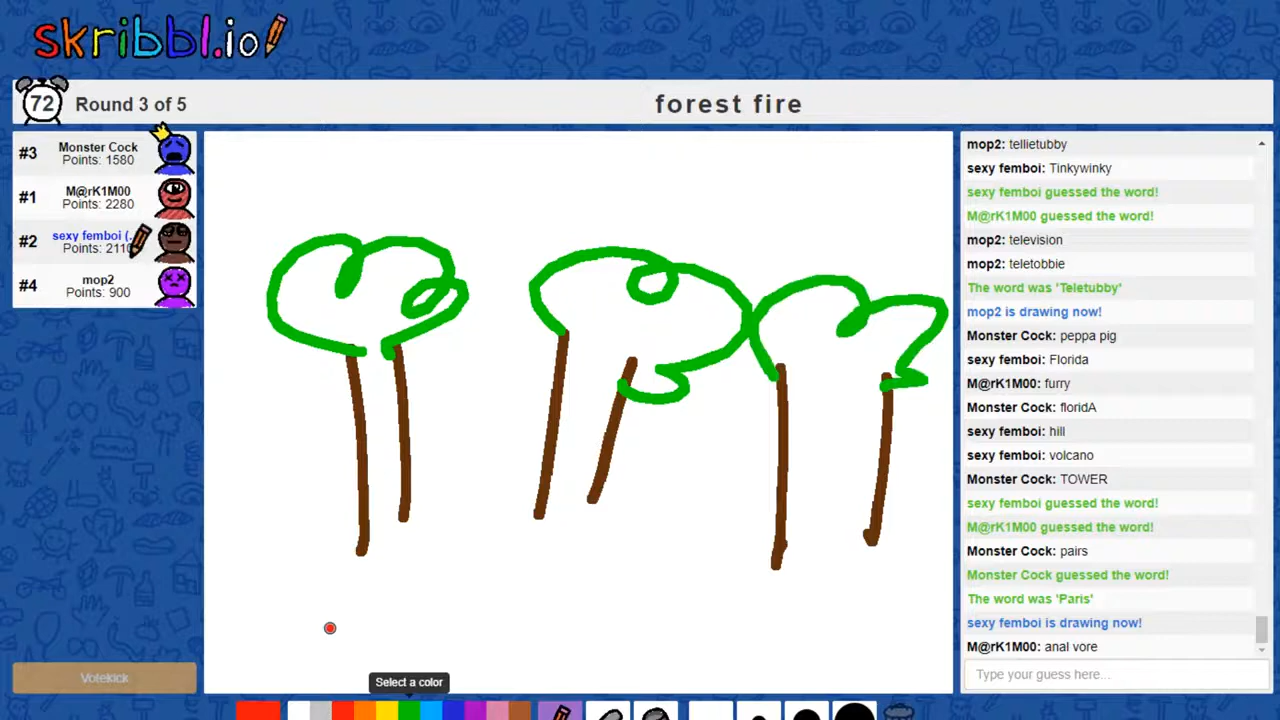 skribbl.io
72
Round 3 of 5
forest fire
#3
Monster Cock
Points: 1580
#1
M@rK1M00
Points: 2280
#2
sexy femboi (..
Points: 2110
#4
mop2
Points: 900
Votekick
Select a color
mop2: tellietubby
sexy femboi: Tinkywinky
sexy femboi guessed the word!
M@rK1M00 guessed the word!
mop2: television
mop2: teletobbie
The word was 'Teletubby'
mop2 is drawing now!
Monster Cock: peppa pig
sexy femboi: Florida
M@rK1M00: furry
Monster Cock: floridA
sexy femboi: hill
sexy femboi: volcano
Monster Cock: TOWER
sexy femboi guessed the word!
M@rK1M00 guessed the word!
Monster Cock: pairs
Monster Cock guessed the word!
The word was 'Paris'
sexy femboi is drawing now!
M@rK1M00: anal vore
Type your guess here...